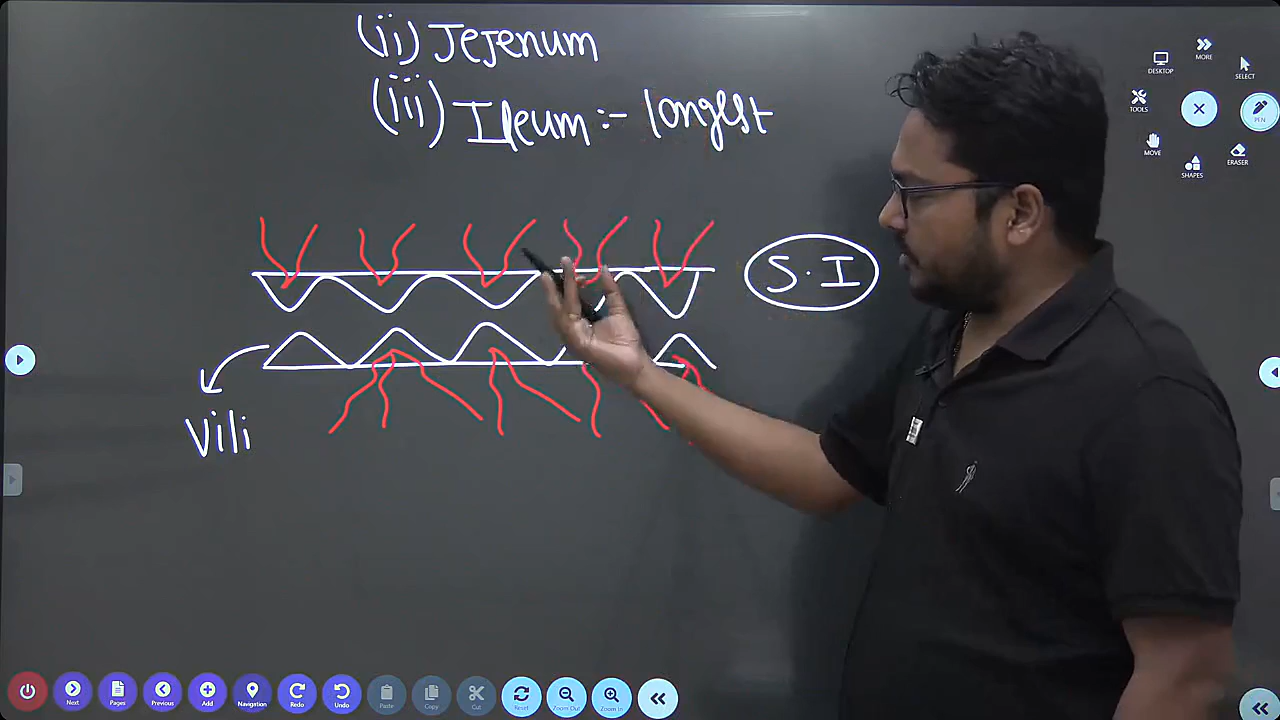 (ii) Jejenum
(iii) Ileum :- longest
S.I
Vili
MORE
DESKTOP
SELECT
TOOLS
PEN
MOVE
ERASER
SHAPES
Next
Pages
Previous
Add
Navigation
Redo
Undo
Paste
Copy
Cut
Reset
Zoom Out
Zoom In